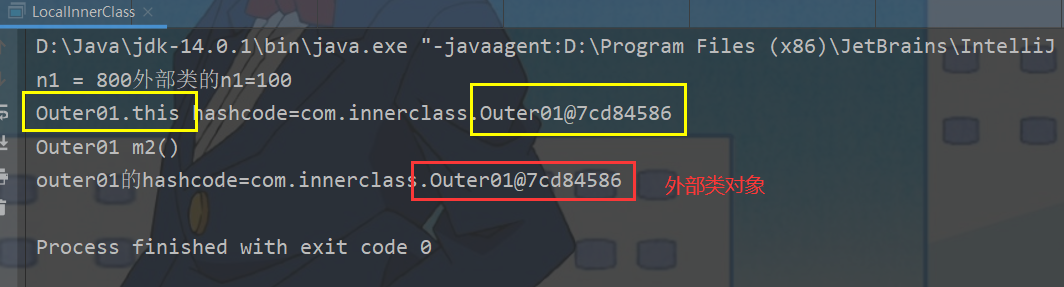 LocalInnerClass ×
D:\Java\jdk-14.0.1\bin\java.exe "-javaagent:D:\Program Files (x86)\JetBrains\IntelliJ
n1 = 800外部类的n1=100
Outer01.this hashcode=com.innerclass.Outer01@7cd84586
Outer01 m2()
outer01的hashcode=com.innerclass.Outer01@7cd84586 外部类对象
Process finished with exit code 0